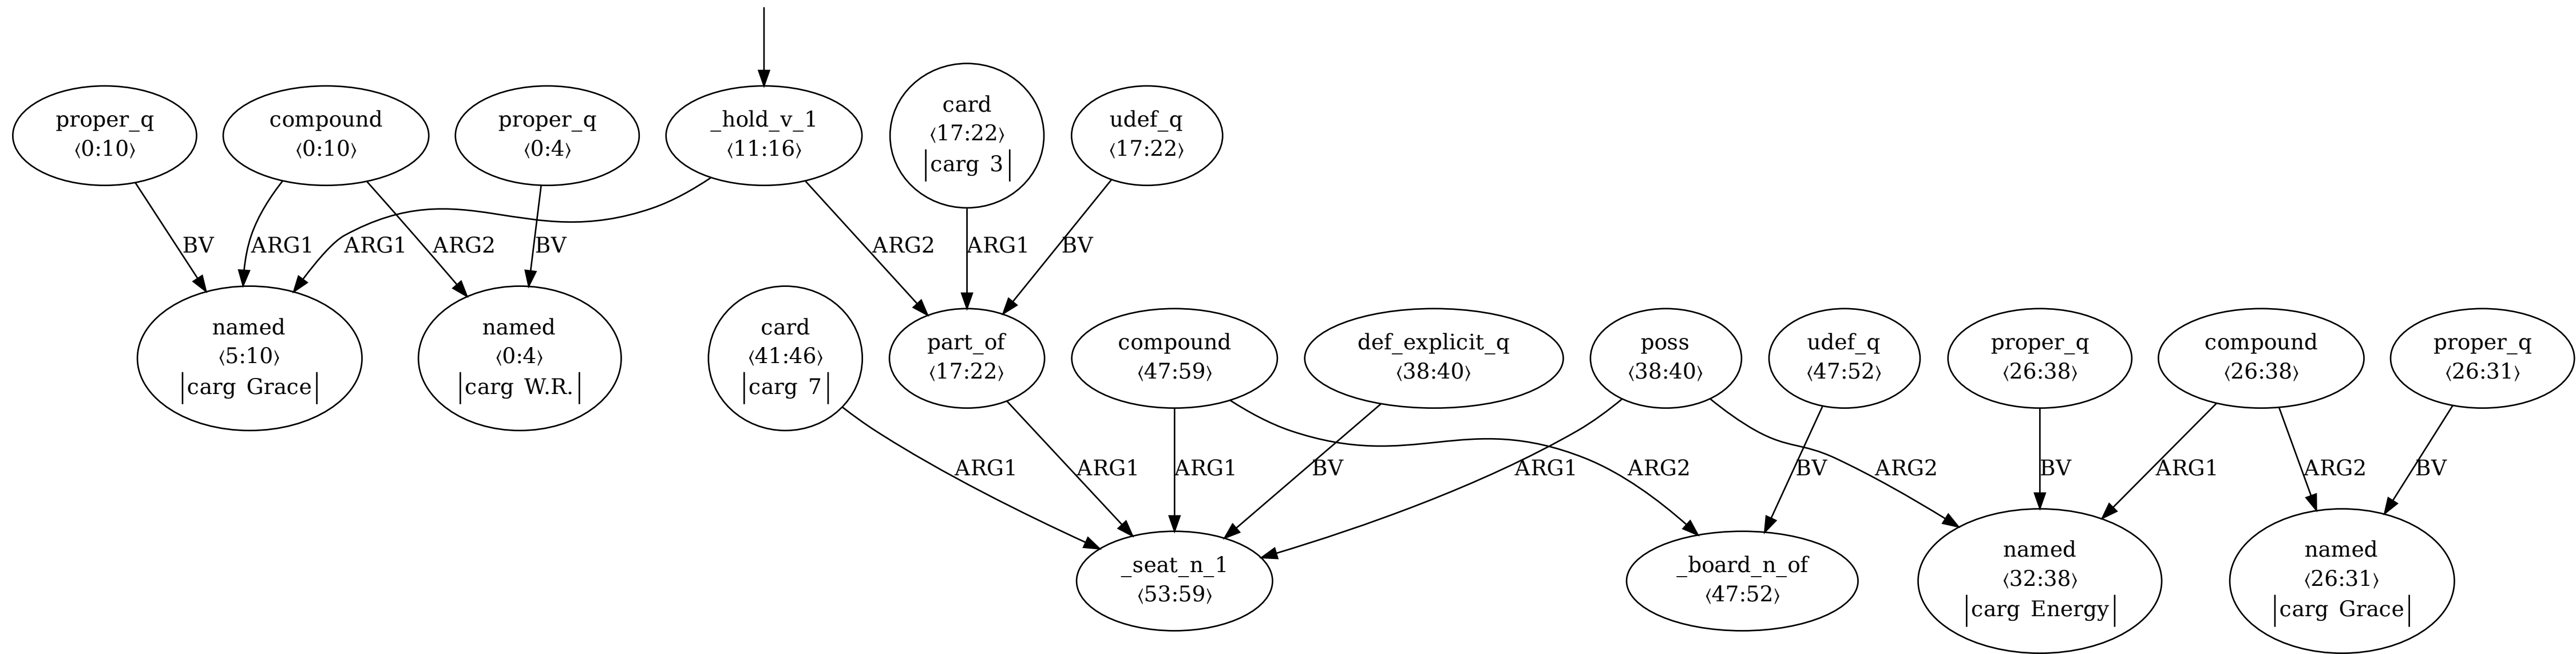 proper_q
⟨0:10⟩
compound
⟨0:10⟩
proper_q
⟨0:4⟩
_hold_v_1
⟨11:16⟩
card
⟨17:22⟩
carg 3
udef_q
⟨17:22⟩
BV
ARG1
ARG1
ARG2
BV
ARG2
ARG1
BV
named
⟨5:10⟩
carg Grace
named
⟨0:4⟩
carg W.R.
card
⟨41:46⟩
carg 7
part_of
⟨17:22⟩
compound
⟨47:59⟩
def_explicit_q
⟨38:40⟩
poss
⟨38:40⟩
udef_q
⟨47:52⟩
proper_q
⟨26:38⟩
compound
⟨26:38⟩
proper_q
⟨26:31⟩
ARG1
ARG1
ARG1
BV
ARG1
ARG2
BV
ARG2
BV
ARG1
ARG2
BV
_seat_n_1
⟨53:59⟩
_board_n_of
⟨47:52⟩
named
⟨32:38⟩
carg Energy
named
⟨26:31⟩
carg Grace